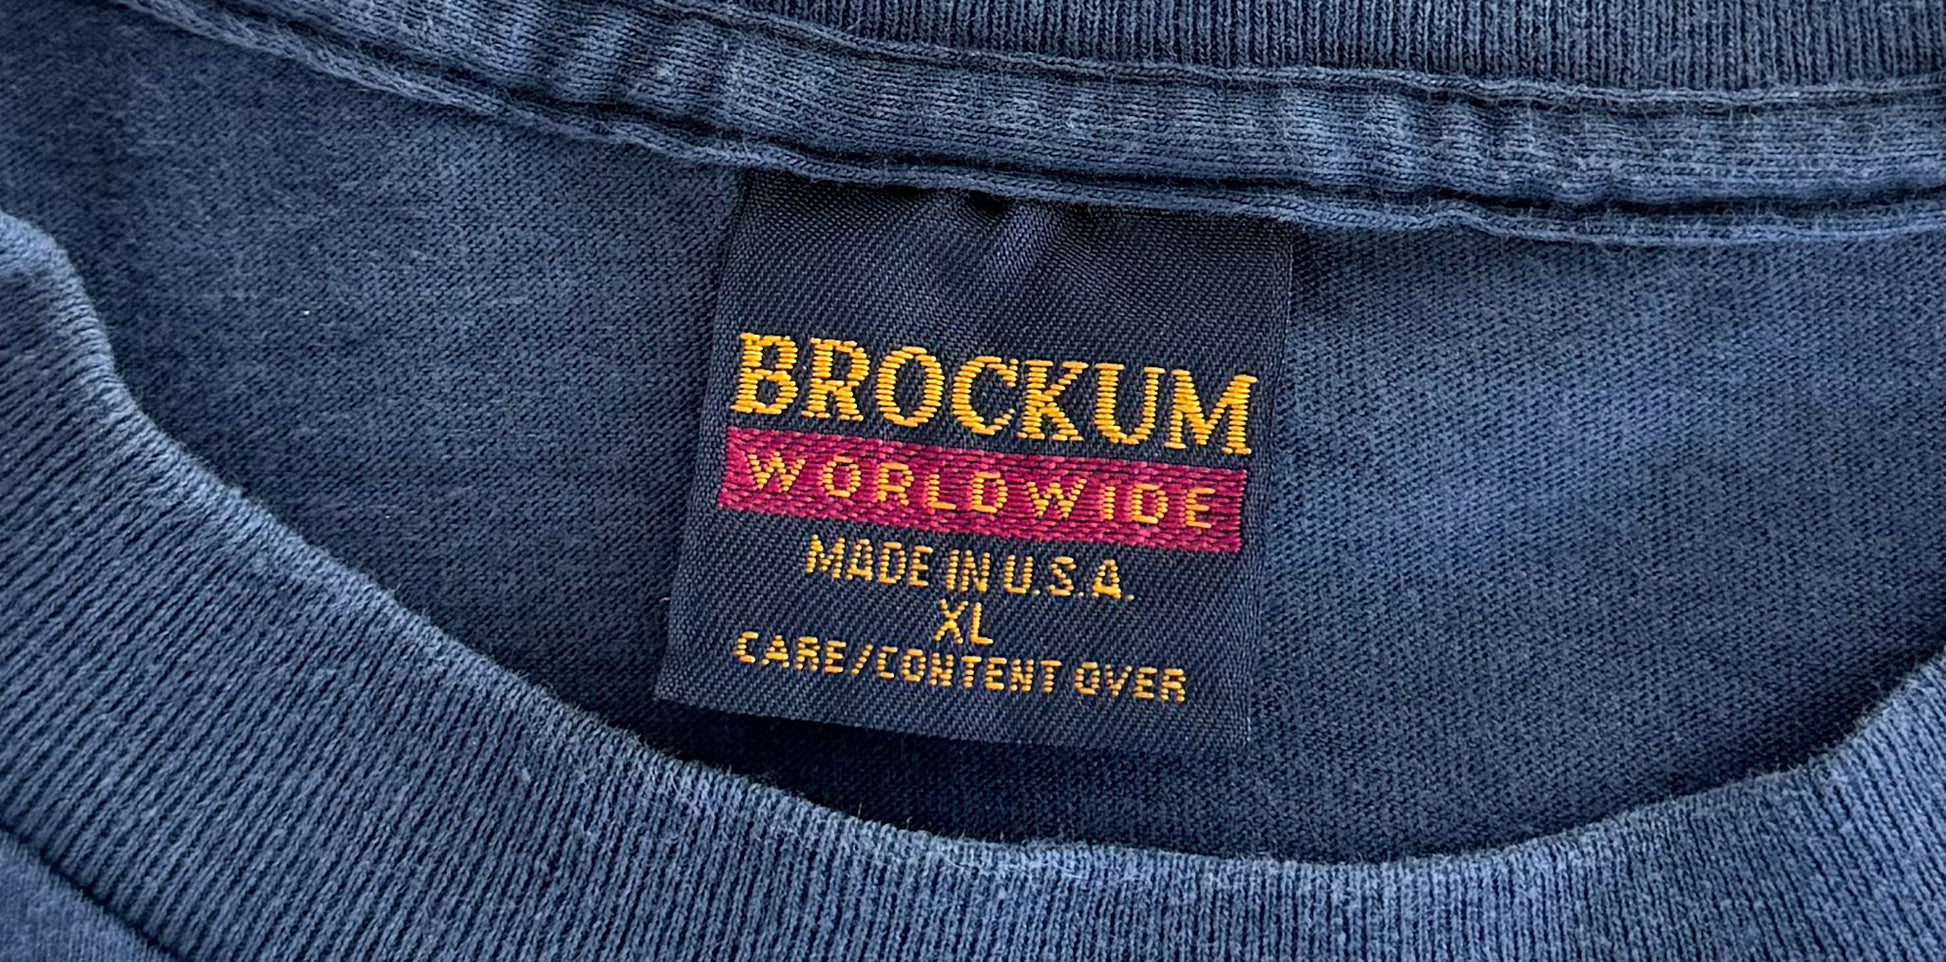 BROCKUM
WORLDWIDE
MADE IN U.S.A.
XL
CARE/CONTENT OVER